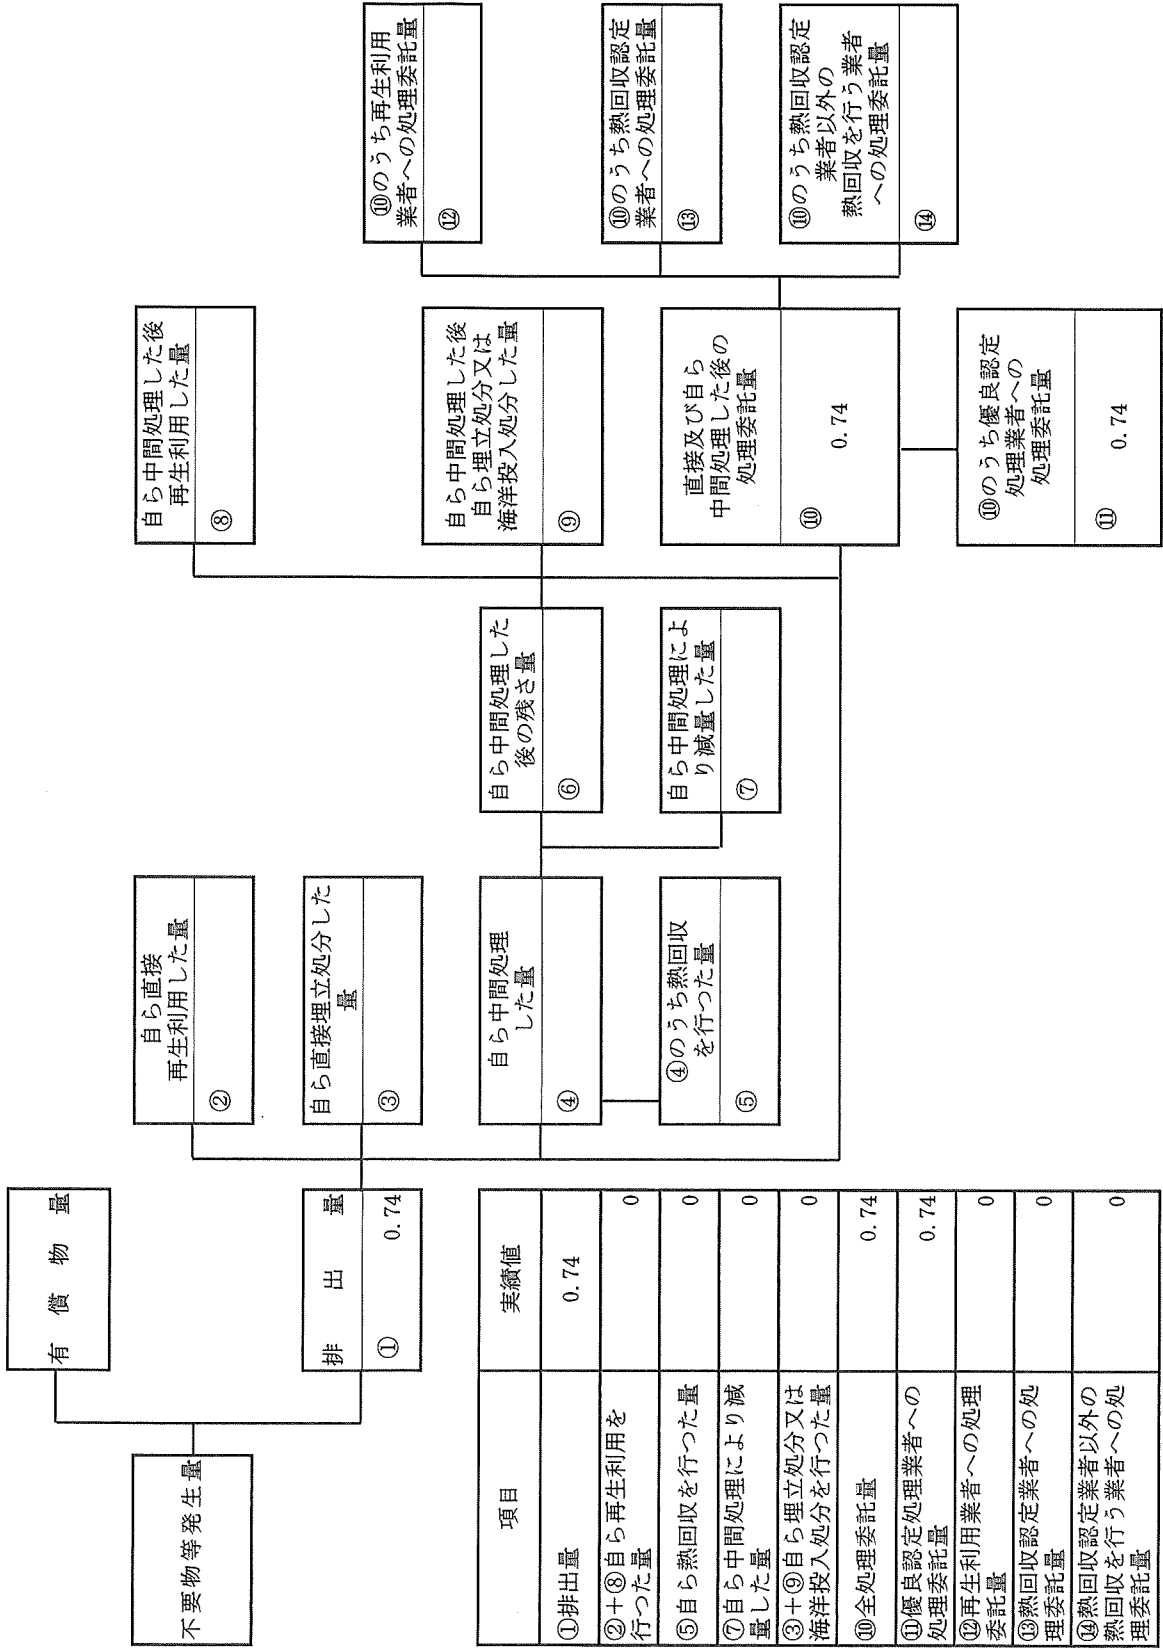 不要物等発生量
有償物量
排出量
① 0.74
自ら直接
再生利用した量
②
自ら直接埋立処分した
量
③
自ら中間処理
した量
④
④のうち熱回収
を行つた量
⑤
自ら中間処理した
後の残さ量
⑥
自ら中間処理によ
り減量した量
⑦
自ら中間処理した後
再生利用した量
⑧
自ら中間処理した後
自ら埋立処分又は
海洋投入処分した量
⑨
直接及び自ら
中間処理した後の
処理委託量
⑩ 0.74
⑩のうち優良認定
処理業者への
処理委託量
⑪ 0.74
⑩のうち再生利用
業者への処理委託量
⑫
⑩のうち熱回収認定
業者への処理委託量
⑬
⑩のうち熱回収認定
業者以外の
熱回収を行う業者
への処理委託量
⑭
項目 実績値
①排出量 0.74
②+⑧自ら再生利用を
行つた量 0
⑤自ら熱回収を行つた量 0
⑦自ら中間処理により減
量した量 0
③+⑨自ら埋立処分又は
海洋投入処分を行つた量 0
⑩全処理委託量 0.74
⑪優良認定処理業者への
処理委託量 0.74
⑫再生利用業者への処理
委託量 0
⑬熱回収認定業者への処
理委託量 0
⑭熱回収認定業者以外の
熱回収を行う業者への処
理委託量 0